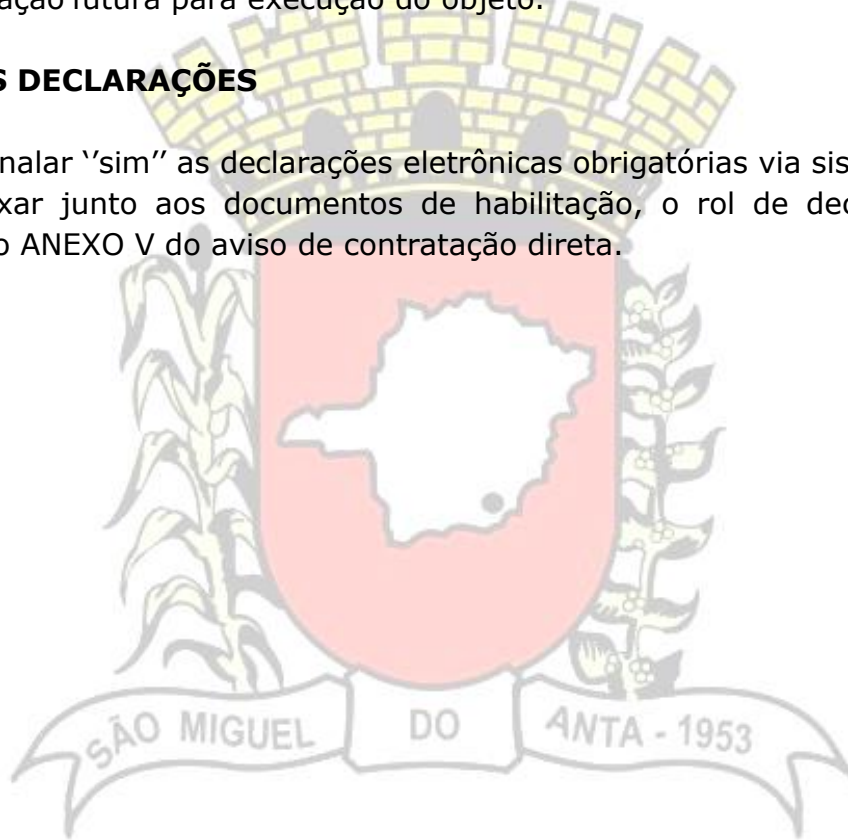 ação futura para execução do objeto.
S DECLARAÇÕES
nalar ‘’sim’’ as declarações eletrônicas obrigatórias via sis
xar junto aos documentos de habilitação, o rol de dec
o ANEXO V do aviso de contratação direta.
SÃO MIGUEL DO ANTA - 1953